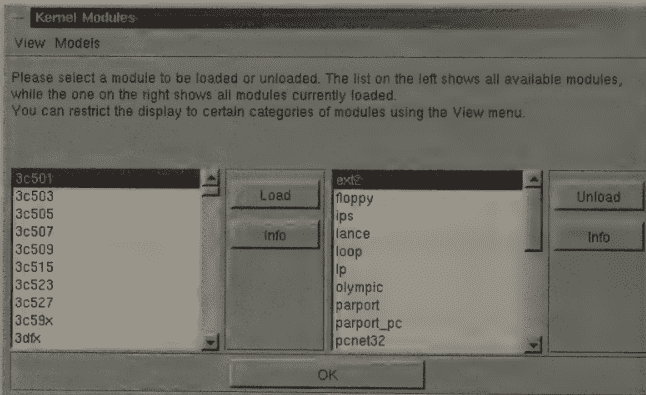 Kernel Modules
View Models
Please select a module to be loaded or unloaded. The list on the left shows all available modules,
while the one on the right shows all modules currently loaded.
You can restrict the display to certain categories of modules using the View menu.
3c501
3c503
3c505
3c507
3c509
3c515
3c523
3c527
3c59x
3dfx
Load
Info
ext2
floppy
ips
lance
loop
lp
olympic
parport
parport_pc
pcnet32
Unload
Info
OK